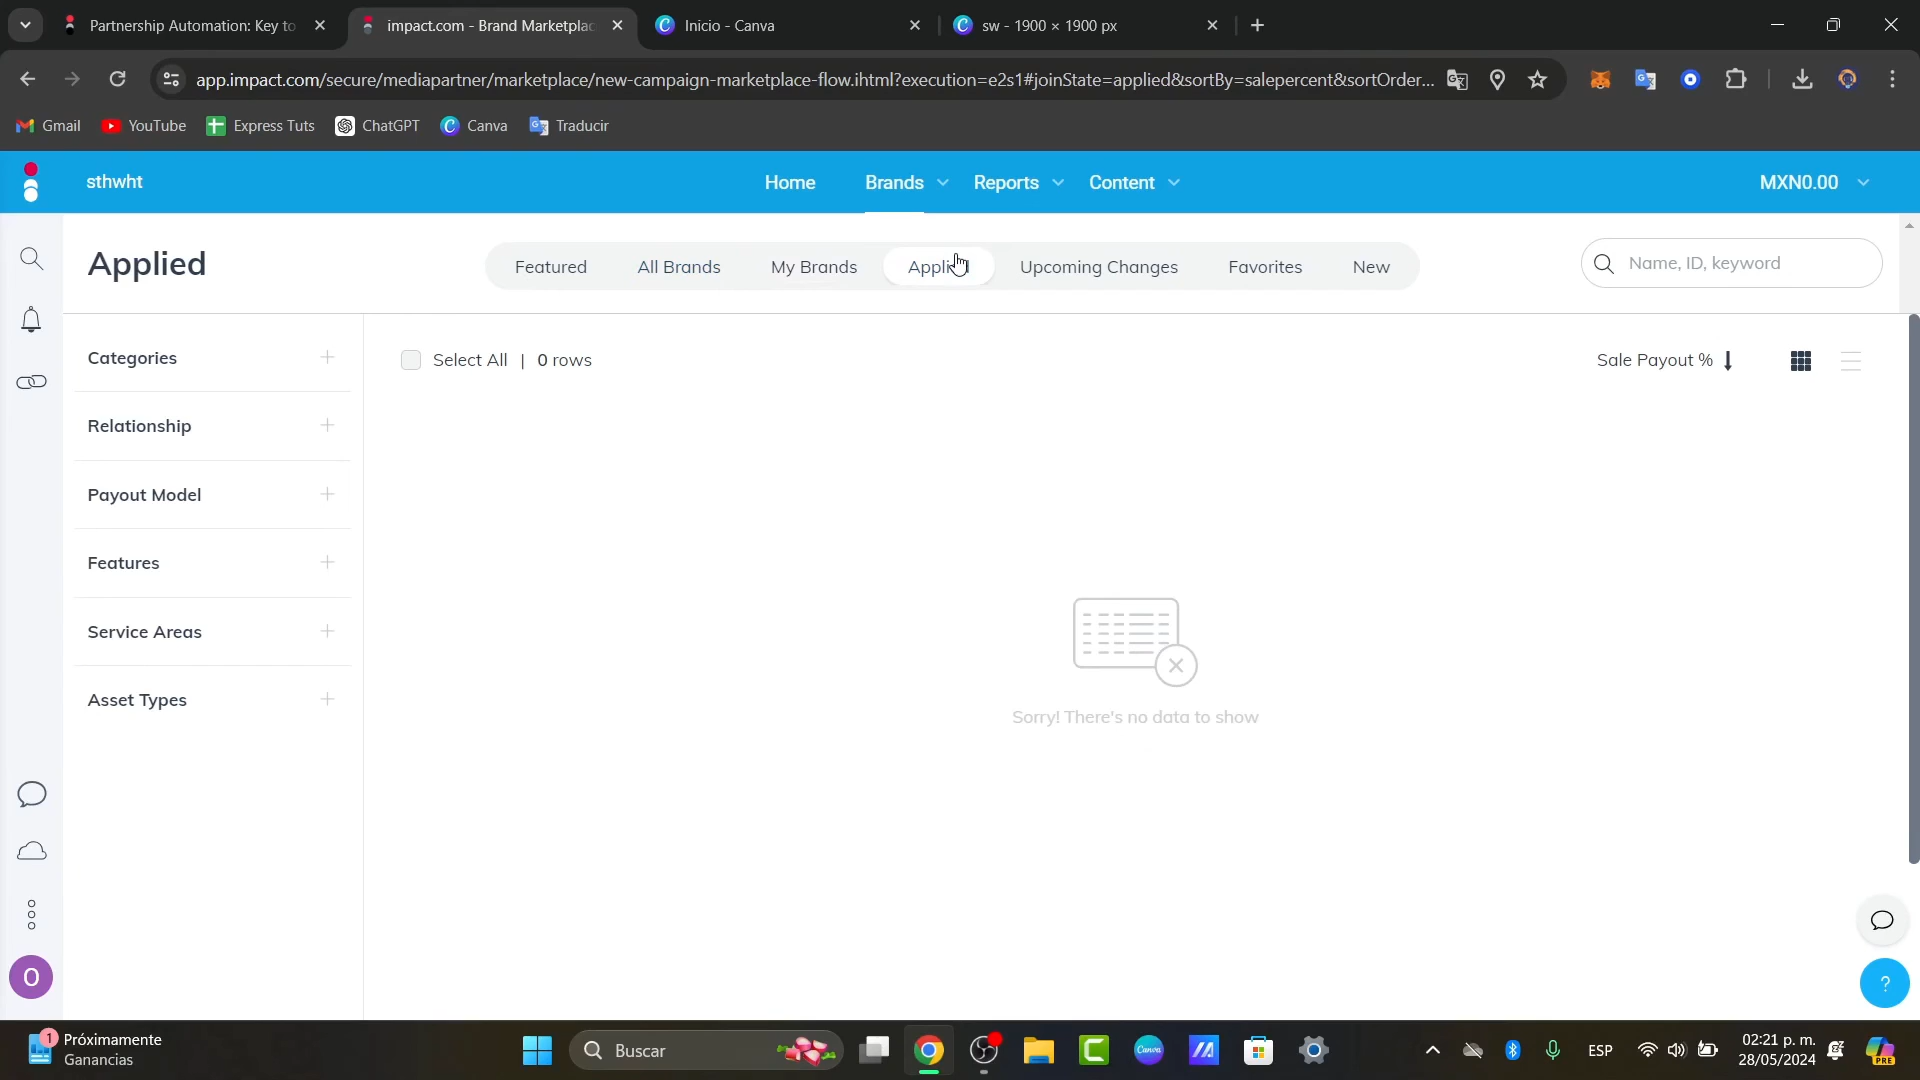 Partnership Automation: Key to
impact.com - Brand Marketplac
Inicio - Canva
sw - 1900 × 1900 px
app.impact.com/secure/mediapartner/marketplace/new-campaign-marketplace-flow.ihtml?execution=e2s1#joinState=applied&sortBy=salepercent&sortOrder...
Gmail
YouTube
Express Tuts
ChatGPT
Canva
Traducir
sthwht
Home
Brands
Reports
Content
MXN0.00
Applied
Featured
All Brands
My Brands
Applied
Upcoming Changes
Favorites
New
Name, ID, keyword
Categories
Relationship
Payout Model
Features
Service Areas
Asset Types
Select All | 0 rows
Sale Payout %
Sorry! There's no data to show
O
?
1
Próximamente
Ganancias
Buscar
Canva
ESP
02:21 p. m.
28/05/2024
PRE